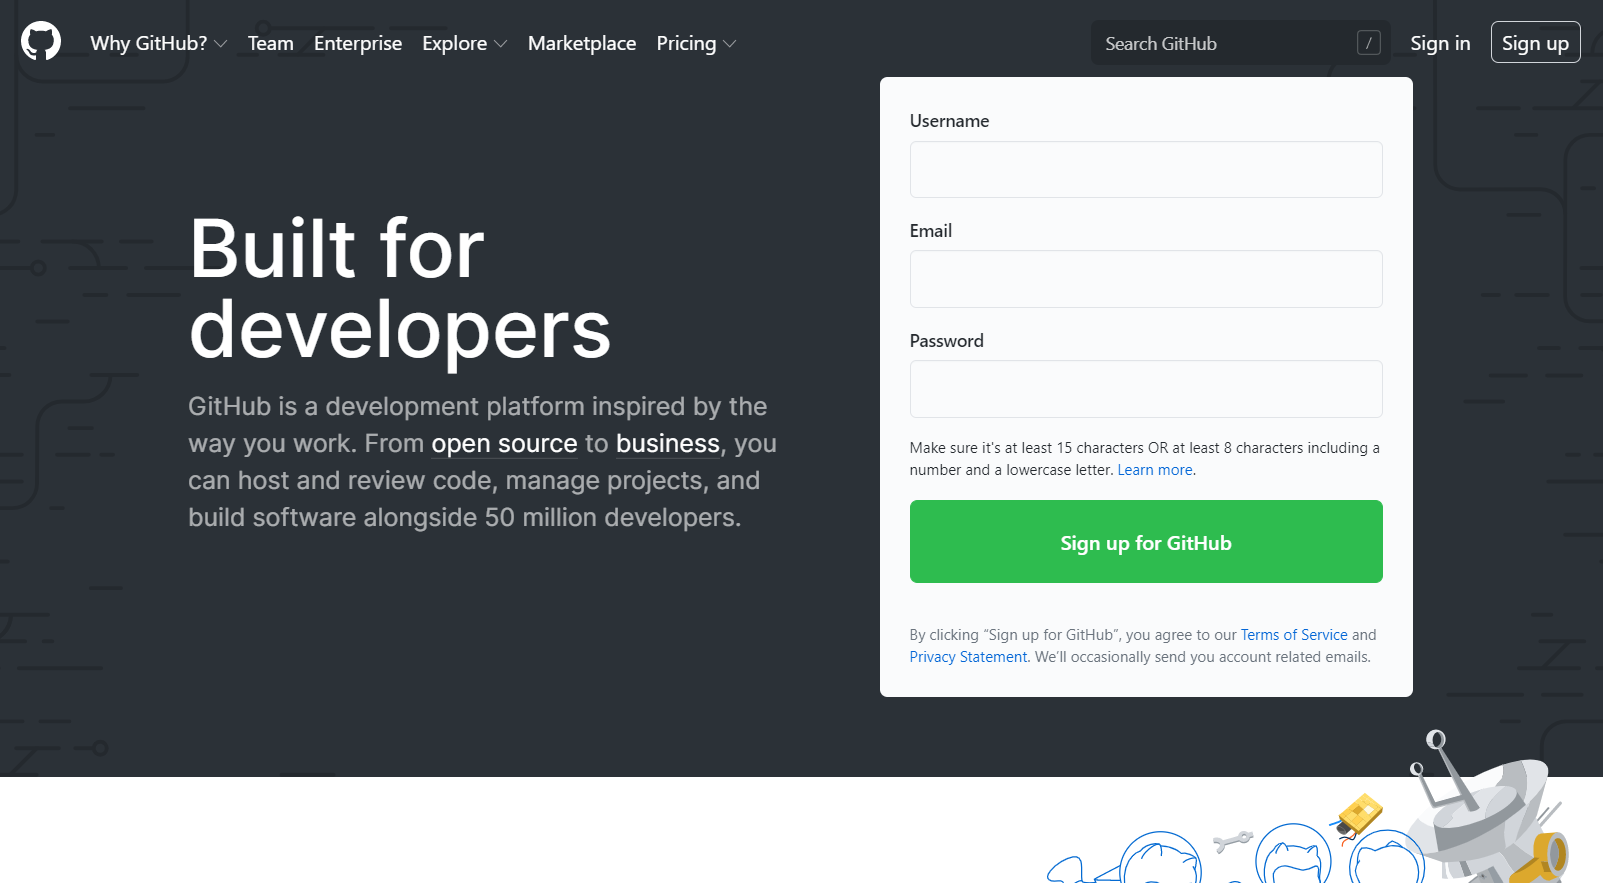 Why GitHub? Team Enterprise Explore Marketplace Pricing Search GitHub / Sign in Sign up
Built for
developers
GitHub is a development platform inspired by the
way you work. From open source to business, you
can host and review code, manage projects, and
build software alongside 50 million developers.
Username
Email
Password
Make sure it's at least 15 characters OR at least 8 characters including a
number and a lowercase letter. Learn more.
Sign up for GitHub
By clicking “Sign up for GitHub”, you agree to our Terms of Service and
Privacy Statement. We’ll occasionally send you account related emails.